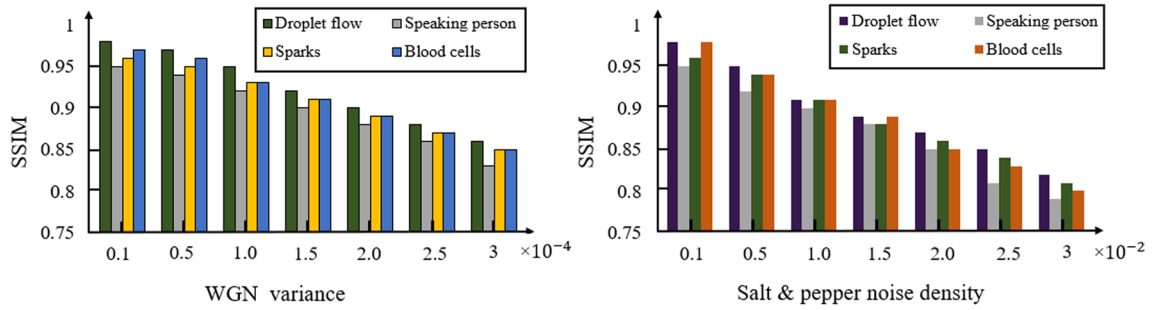 1
0.95
0.9
0.85
0.8
0.75
SSIM
Droplet flow
Speaking person
Sparks
Blood cells
0.1 0.5 1.0 1.5 2.0 2.5 3 ×10⁻⁴
WGN variance
1
0.95
0.9
0.85
0.8
0.75
SSIM
Droplet flow
Speaking person
Sparks
Blood cells
0.1 0.5 1.0 1.5 2.0 2.5 3 ×10⁻²
Salt & pepper noise density